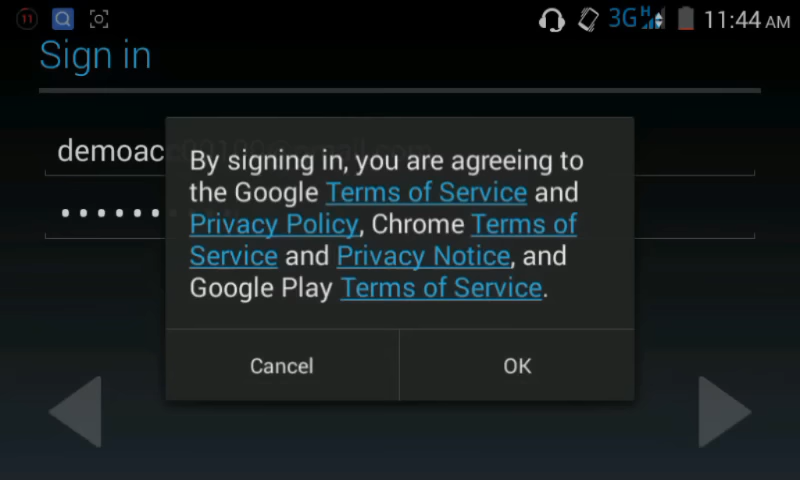 11
3G H 11:44 AM
Sign in
demoac
By signing in, you are agreeing to
the Google Terms of Service and
Privacy Policy, Chrome Terms of
Service and Privacy Notice, and
Google Play Terms of Service.
Cancel OK